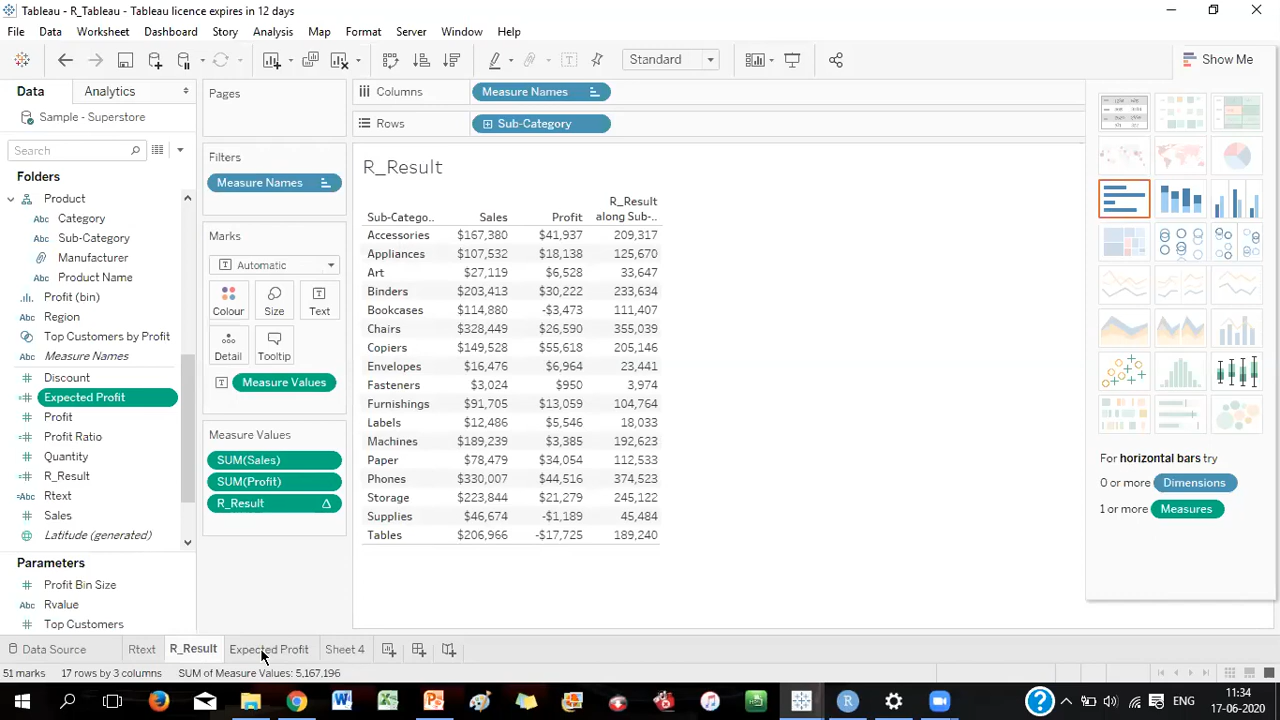 Tableau - R_Tableau - Tableau licence expires in 12 days
File Data Worksheet Dashboard Story Analysis Map Format Server Window Help
Standard
Show Me
Data Analytics
Sample - Superstore
Search
Folders
Product
Abc Category
Abc Sub-Category
Manufacturer
Abc Product Name
Profit (bin)
Abc Region
Top Customers by Profit
Abc Measure Names
Discount
Expected Profit
Profit
Profit Ratio
Quantity
R_Result
Abc Rtext
Sales
Latitude (generated)
Parameters
Profit Bin Size
Abc Rvalue
Top Customers
Pages
Filters
Measure Names
Marks
Automatic
Colour Size Text
Detail Tooltip
Measure Values
Measure Values
SUM(Sales)
SUM(Profit)
R_Result
Columns Measure Names
Rows Sub-Category
R_Result
Sub-Catego.. Sales Profit R_Result along Sub-..
Accessories $167,380 $41,937 209,317
Appliances $107,532 $18,138 125,670
Art $27,119 $6,528 33,647
Binders $203,413 $30,222 233,634
Bookcases $114,880 -$3,473 111,407
Chairs $328,449 $26,590 355,039
Copiers $149,528 $55,618 205,146
Envelopes $16,476 $6,964 23,441
Fasteners $3,024 $950 3,974
Furnishings $91,705 $13,059 104,764
Labels $12,486 $5,546 18,033
Machines $189,239 $3,385 192,623
Paper $78,479 $34,054 112,533
Phones $330,007 $44,516 374,523
Storage $223,844 $21,279 245,122
Supplies $46,674 -$1,189 45,484
Tables $206,966 -$17,725 189,240
For horizontal bars try
0 or more Dimensions
1 or more Measures
Data Source Rtext R_Result Expected Profit Sheet 4
51 marks 17 rows by 3 columns SUM of Measure Values: 5,167,196
ENG
11:34
17-06-2020